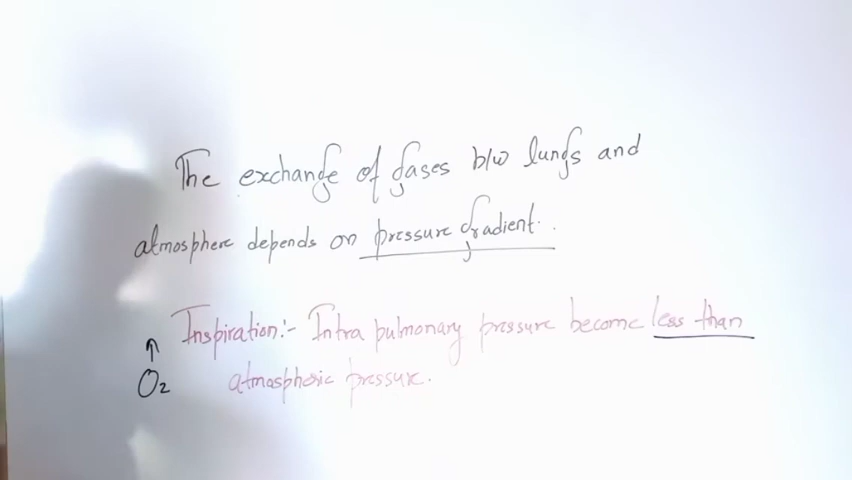 The exchange of gases b/w lungs and
atmosphere depends on pressure gradient.
Inspiration:- Intra pulmonary pressure become less than
↑
O2 atmospheric pressure.